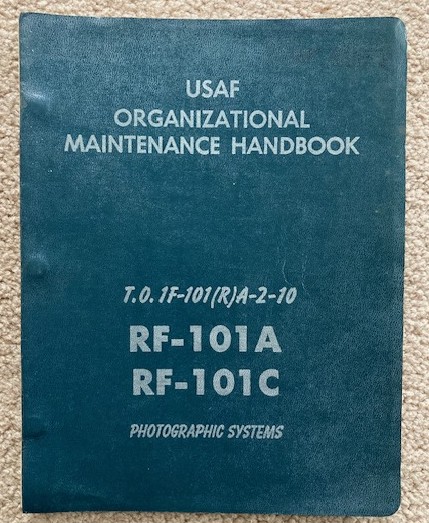 USAF
ORGANIZATIONAL
MAINTENANCE HANDBOOK
T.O. 1F-101(R)A-2-10
RF-101A
RF-101C
PHOTOGRAPHIC SYSTEMS